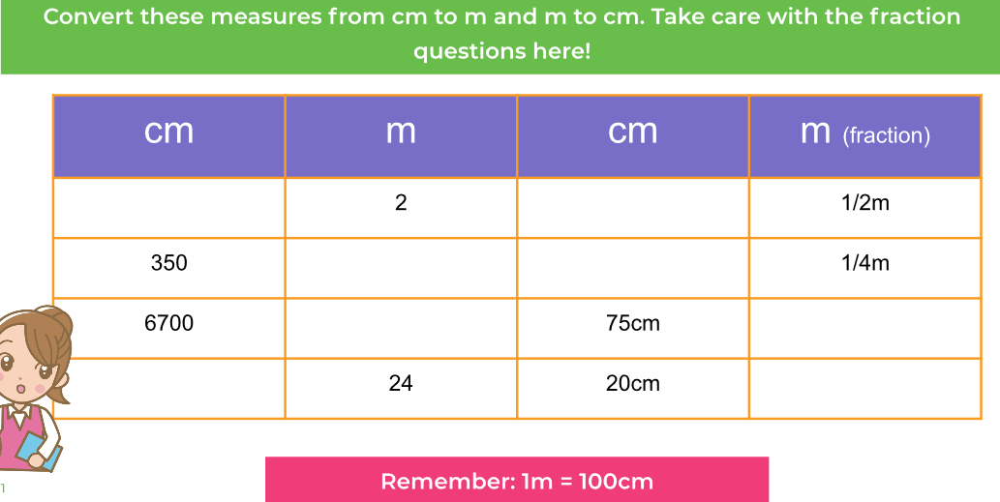 Convert these measures from cm to m and m to cm. Take care with the fraction
questions here!
cm m cm m (fraction)
2 1/2m
350 1/4m
6700 75cm
24 20cm
Remember: 1m = 100cm
1